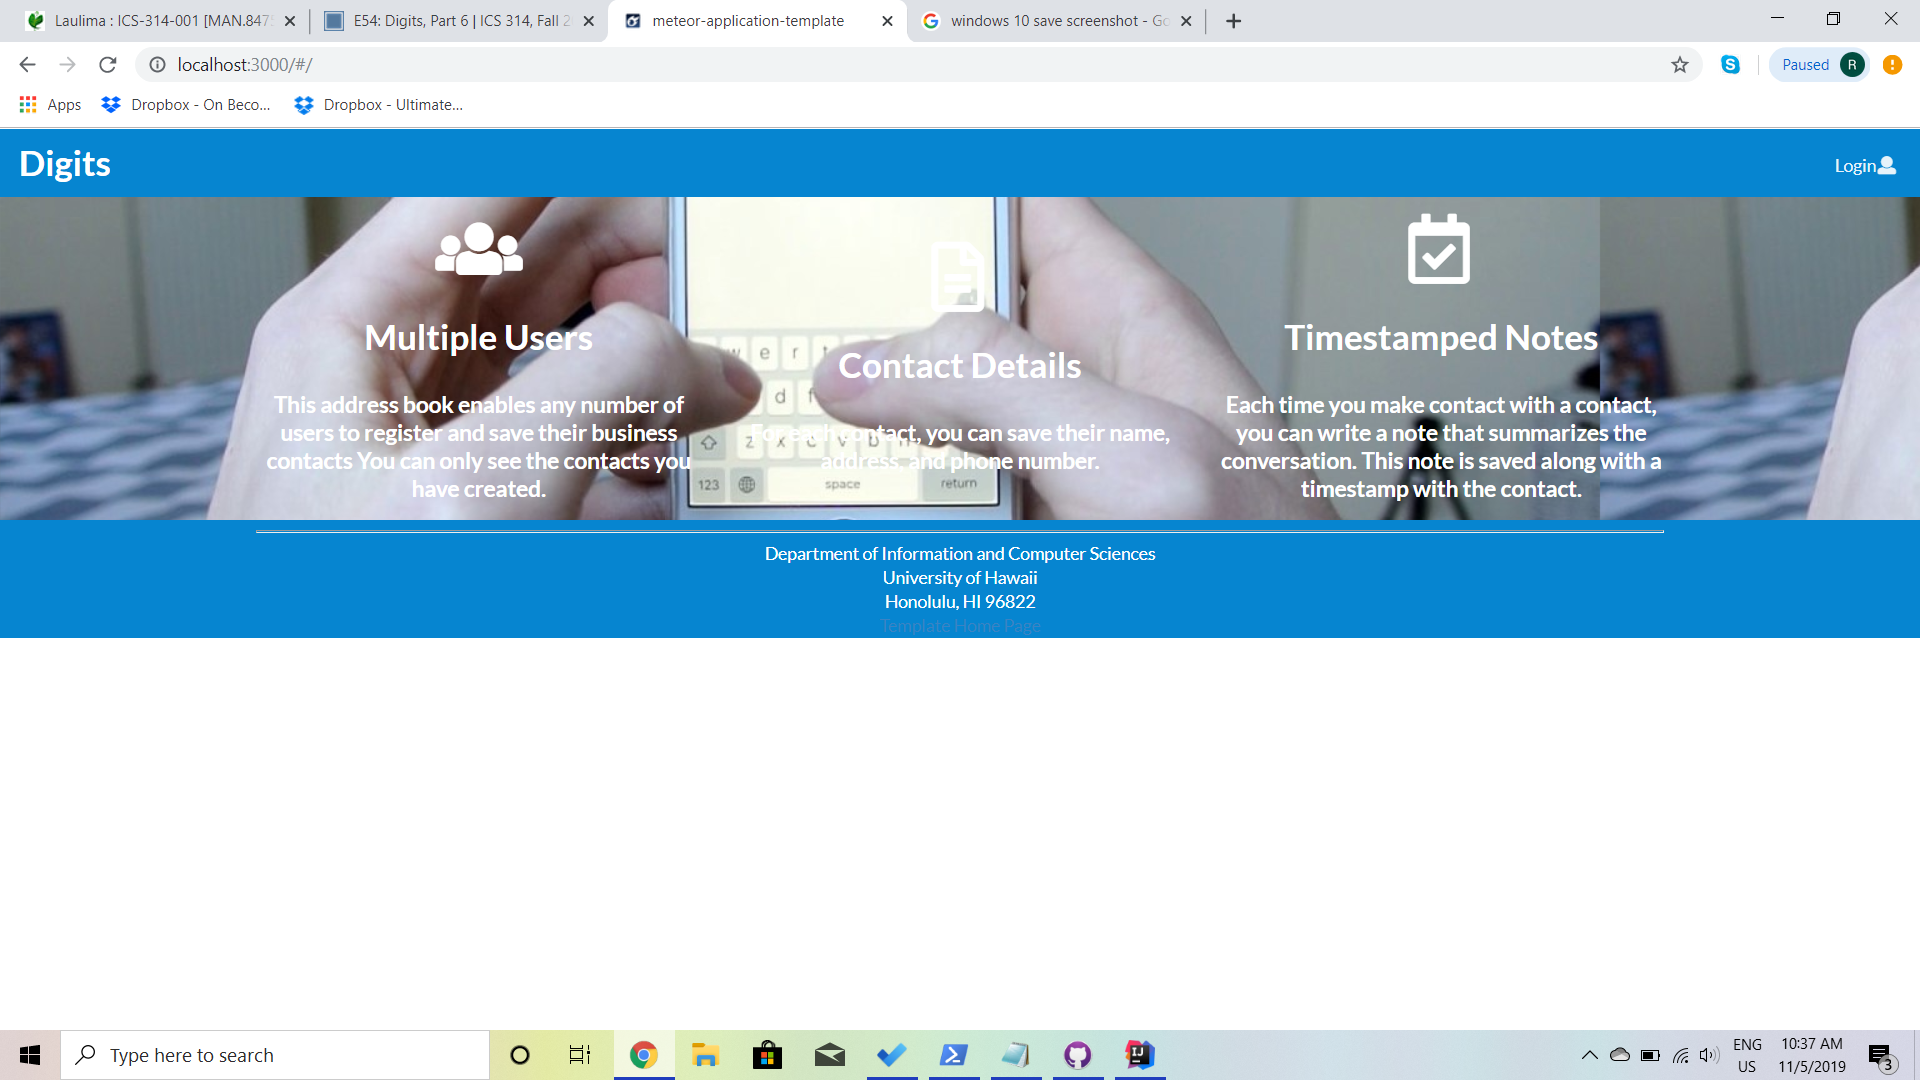 Laulima : ICS-314-001 [MAN.847
E54: Digits, Part 6 | ICS 314, Fall 2
meteor-application-template
windows 10 save screenshot - Go
localhost:3000/#/
S
Paused
R
Apps
Dropbox - On Beco...
Dropbox - Ultimate...
Digits
Login
Multiple Users
This address book enables any number of
users to register and save their business
contacts You can only see the contacts you
have created.
Contact Details
For each contact, you can save their name,
address, and phone number.
Timestamped Notes
Each time you make contact with a contact,
you can write a note that summarizes the
conversation. This note is saved along with a
timestamp with the contact.
w e r t
d f
z x c v b
123 space return
Department of Information and Computer Sciences
University of Hawaii
Honolulu, HI 96822
Template Home Page
Type here to search
ENG
US
10:37 AM
11/5/2019
3